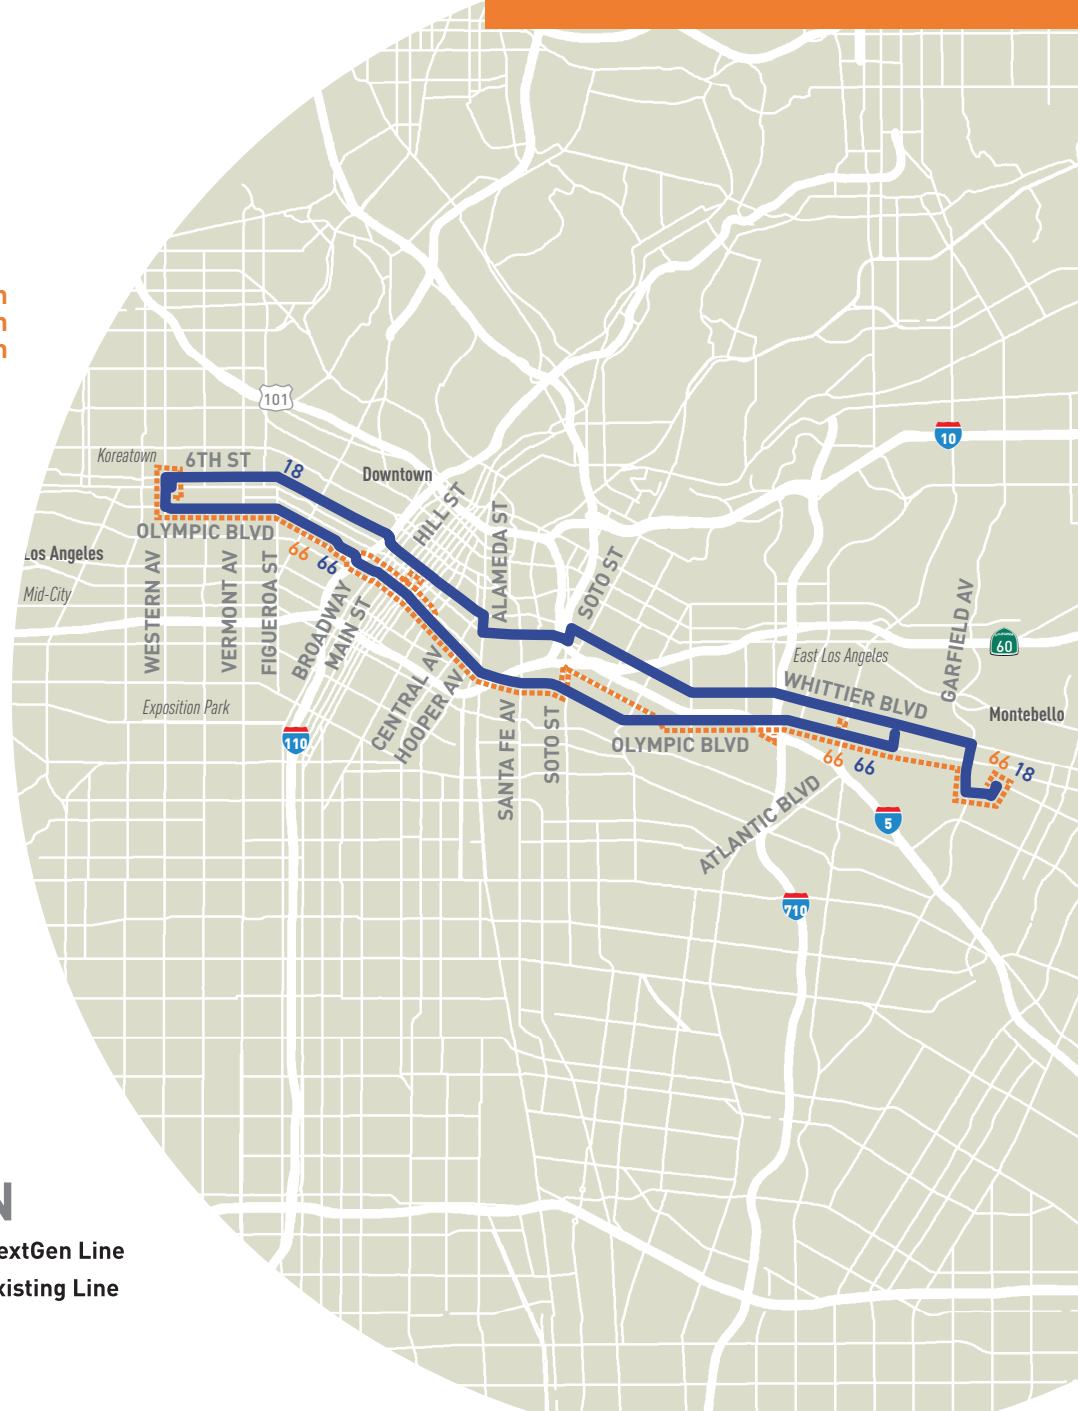 n
n
n
101
10
Koreatown
6TH ST
18
Downtown
HILL ST
ALAMEDA ST
OLYMPIC BLVD
66
66
Los Angeles
Mid-City
WESTERN AV
VERMONT AV
FIGUEROA ST
BROADWAY
MAIN ST
SOTO ST
GARFIELD AV
60
East Los Angeles
WHITTIER BLVD
Montebello
CENTRAL AV
HOOPER AV
Exposition Park
110
SANTA FE AV
SOTO ST
OLYMPIC BLVD
66
66
66
18
ATLANTIC BLVD
5
710
N
extGen Line
xisting Line